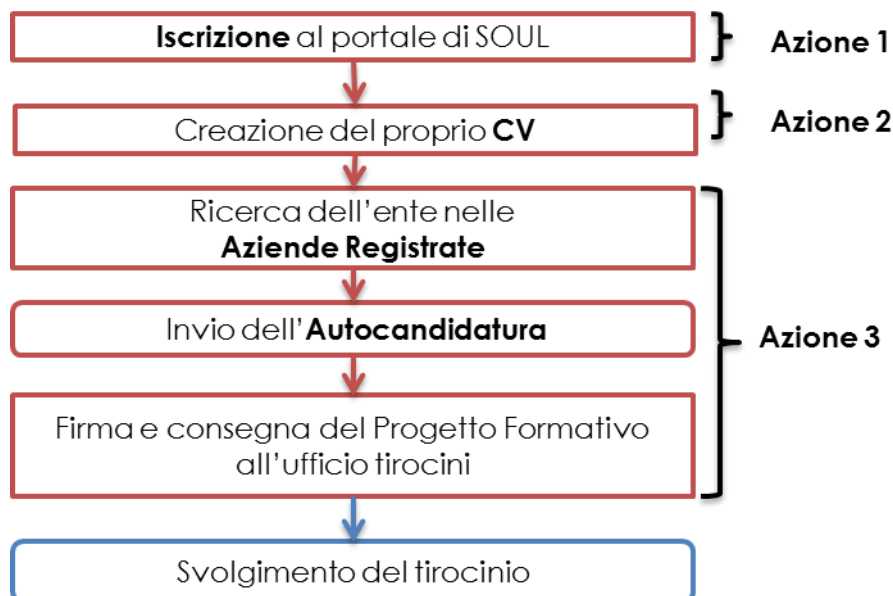 Iscrizione al portale di SOUL
Azione 1
Creazione del proprio CV
Azione 2
Ricerca dell'ente nelle
Aziende Registrate
Invio dell'Autocandidatura
Azione 3
Firma e consegna del Progetto Formativo
all'ufficio tirocini
Svolgimento del tirocinio